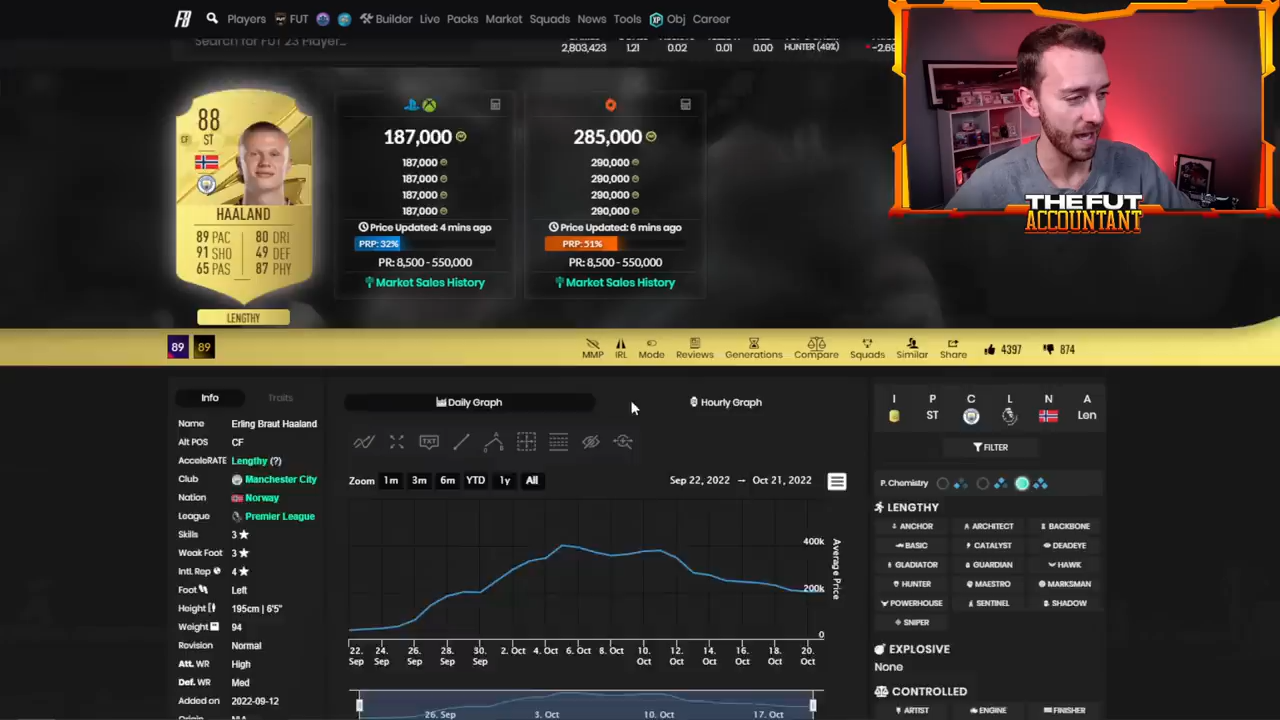 F8 Players FUT Builder Live Packs Market Squads News Tools XP Obj Career
Search for FUT 23 Player...
2,803,423 1.21 0.02 0.01 0.00 HUNTER (49%)
88
ST
CF
HAALAND
89 PAC 80 DRI
91 SHO 49 DEF
65 PAS 87 PHY
LENGTHY
187,000
187,000
187,000
187,000
187,000
Price Updated: 4 mins ago
PRP: 32%
PR: 8,500 - 550,000
Market Sales History
285,000
290,000
290,000
290,000
290,000
Price Updated: 6 mins ago
PRP: 51%
PR: 8,500 - 550,000
Market Sales History
THE FUT
ACCOUNTANT
89 89
MMP IRL Mode Reviews Generations Compare Squads Similar Share 4397 874
Info Traits
Name Erling Braut Haaland
Alt POS CF
AcceleRATE Lengthy (?)
Club Manchester City
Nation Norway
League Premier League
Skills 3★
Weak Foot 3★
Intl. Rep 4★
Foot Left
Height 195cm | 6'5"
Weight 94
Revision Normal
Att. WR High
Def. WR Med
Added on 2022-09-12
Daily Graph Hourly Graph
TXT
Zoom 1m 3m 6m YTD 1y All Sep 22, 2022 → Oct 21, 2022
400k
200k
0
Average Price
22. Sep 24. Sep 26. Sep 28. Sep 30. Sep 2. Oct 4. Oct 6. Oct 8. Oct 10. Oct 12. Oct 14. Oct 16. Oct 18. Oct 20. Oct
26. Sep 3. Oct 10. Oct 17. Oct
I P C L N A
ST Len
FILTER
P. Chemistry
LENGTHY
ANCHOR ARCHITECT BACKBONE
BASIC CATALYST DEADEYE
GLADIATOR GUARDIAN HAWK
HUNTER MAESTRO MARKSMAN
POWERHOUSE SENTINEL SHADOW
SNIPER
EXPLOSIVE
None
CONTROLLED
ARTIST ENGINE FINISHER